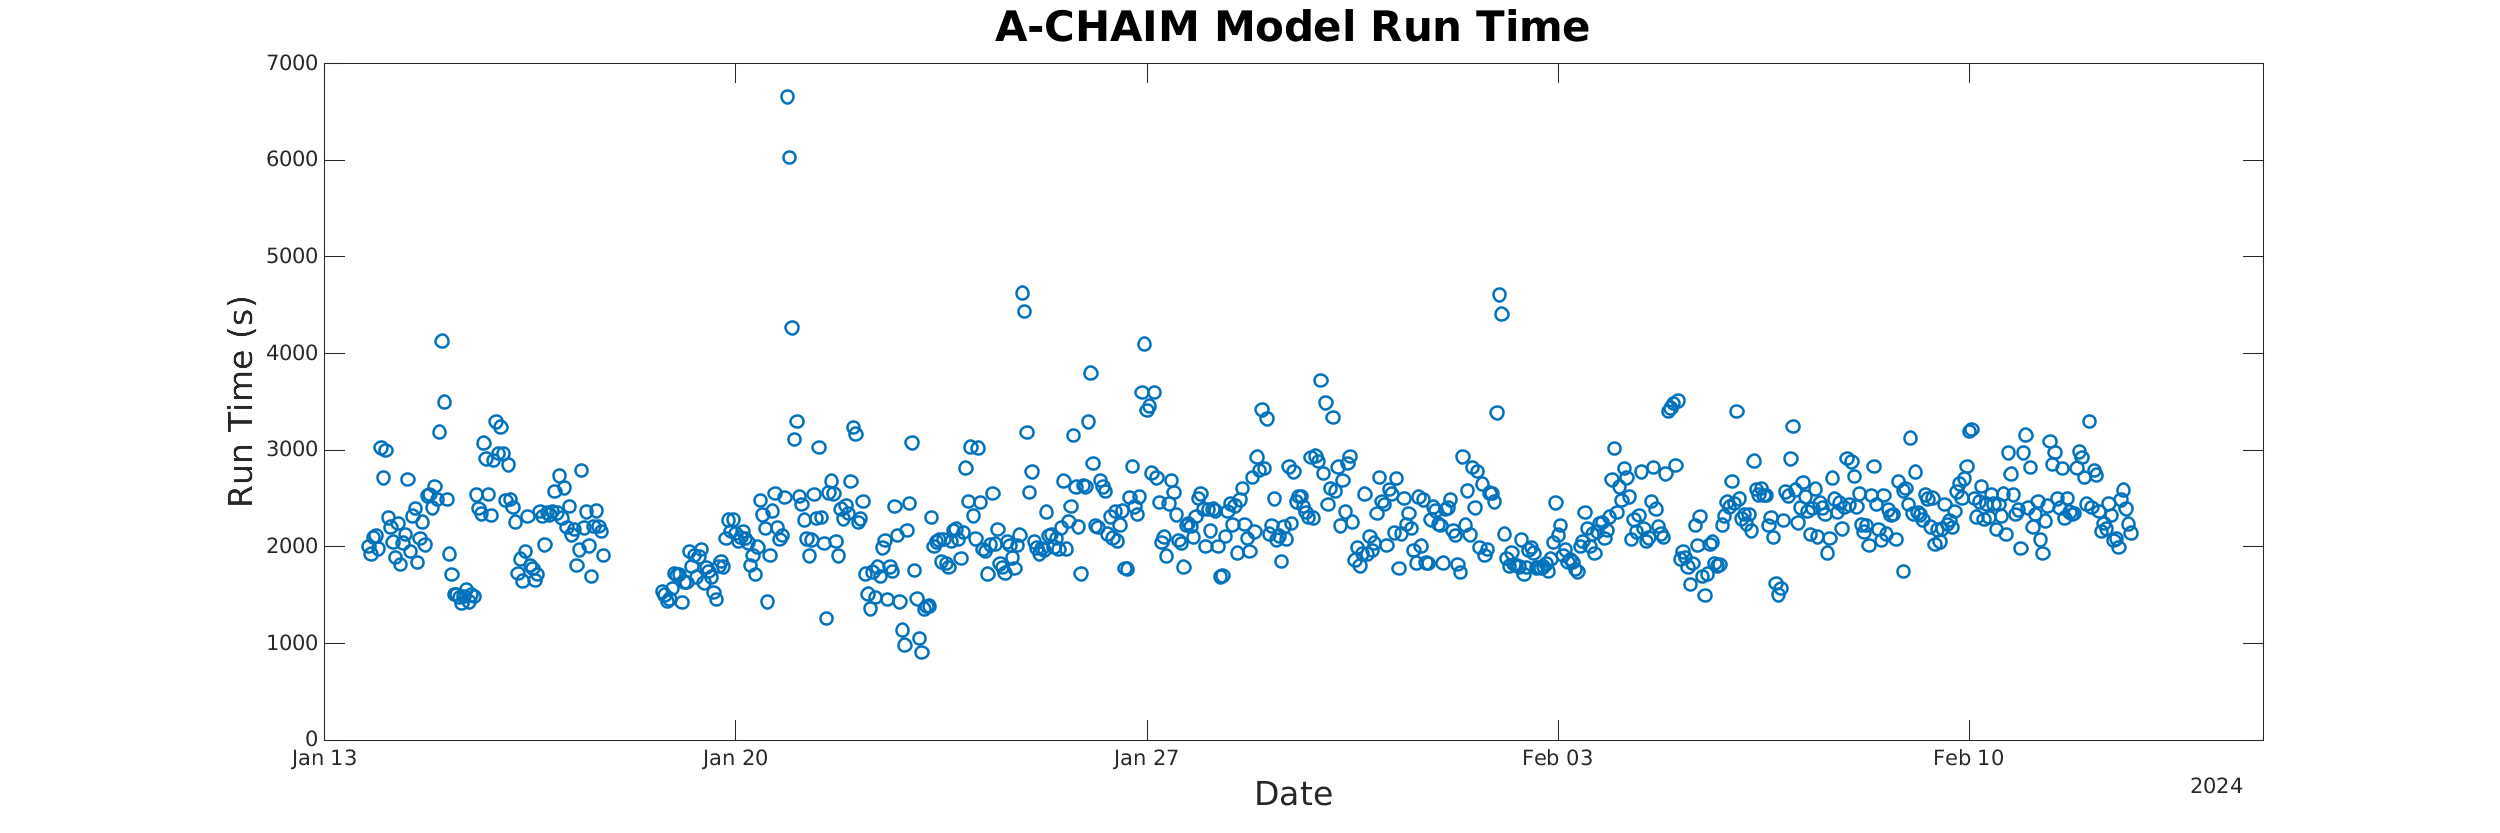 A-CHAIM Model Run Time
7000
6000
5000
4000
3000
2000
1000
0
Run Time (s)
Jan 13 Jan 20 Jan 27 Feb 03 Feb 10
2024
Date